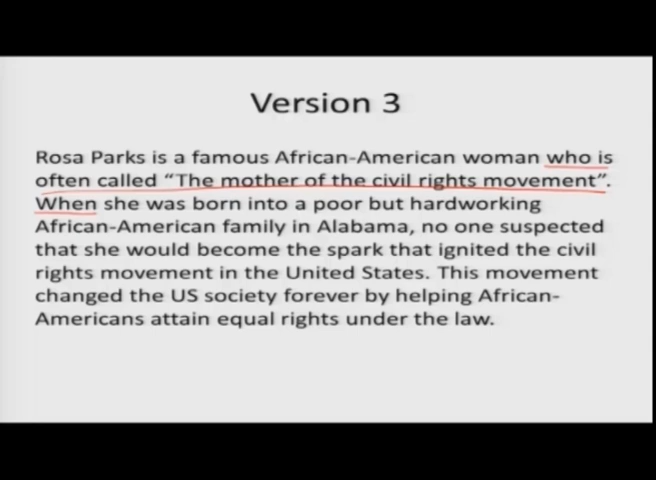 Version 3
Rosa Parks is a famous African-American woman who is
often called “The mother of the civil rights movement”.
When she was born into a poor but hardworking
African-American family in Alabama, no one suspected
that she would become the spark that ignited the civil
rights movement in the United States. This movement
changed the US society forever by helping African-
Americans attain equal rights under the law.